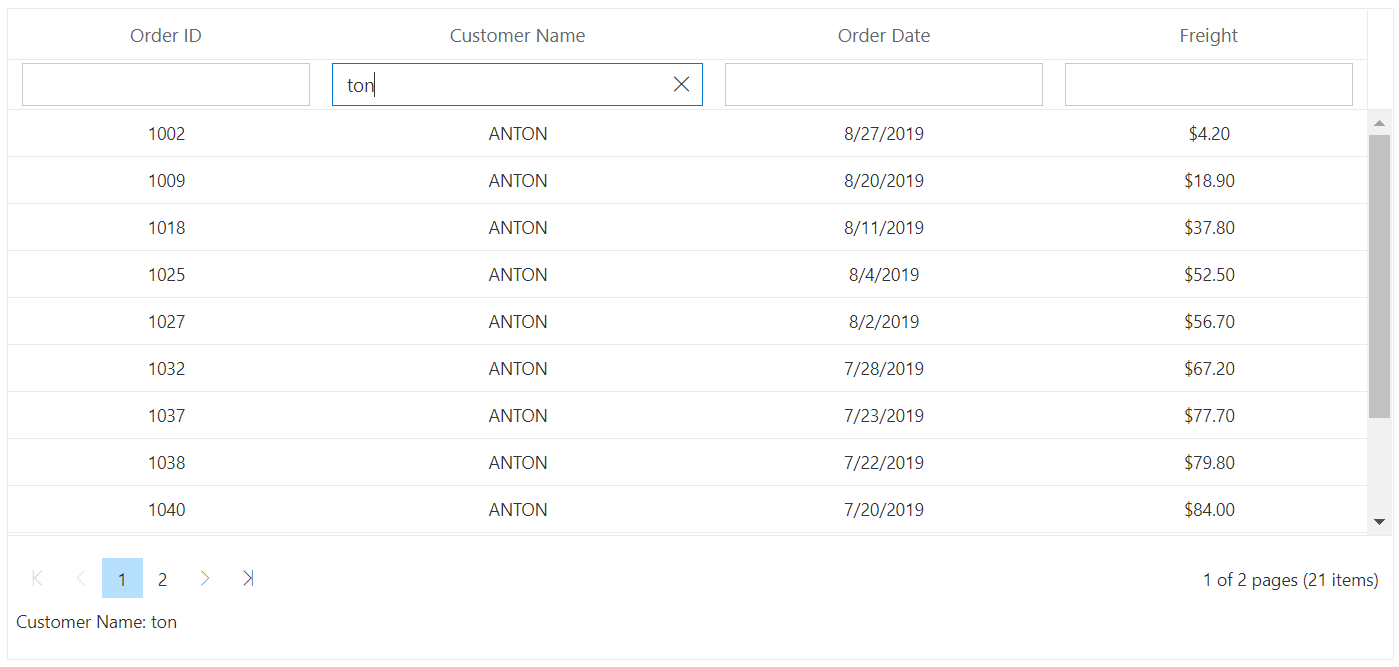 Order ID Customer Name Order Date Freight
ton
1002 ANTON 8/27/2019 $4.20
1009 ANTON 8/20/2019 $18.90
1018 ANTON 8/11/2019 $37.80
1025 ANTON 8/4/2019 $52.50
1027 ANTON 8/2/2019 $56.70
1032 ANTON 7/28/2019 $67.20
1037 ANTON 7/23/2019 $77.70
1038 ANTON 7/22/2019 $79.80
1040 ANTON 7/20/2019 $84.00
1 2 1 of 2 pages (21 items)
Customer Name: ton